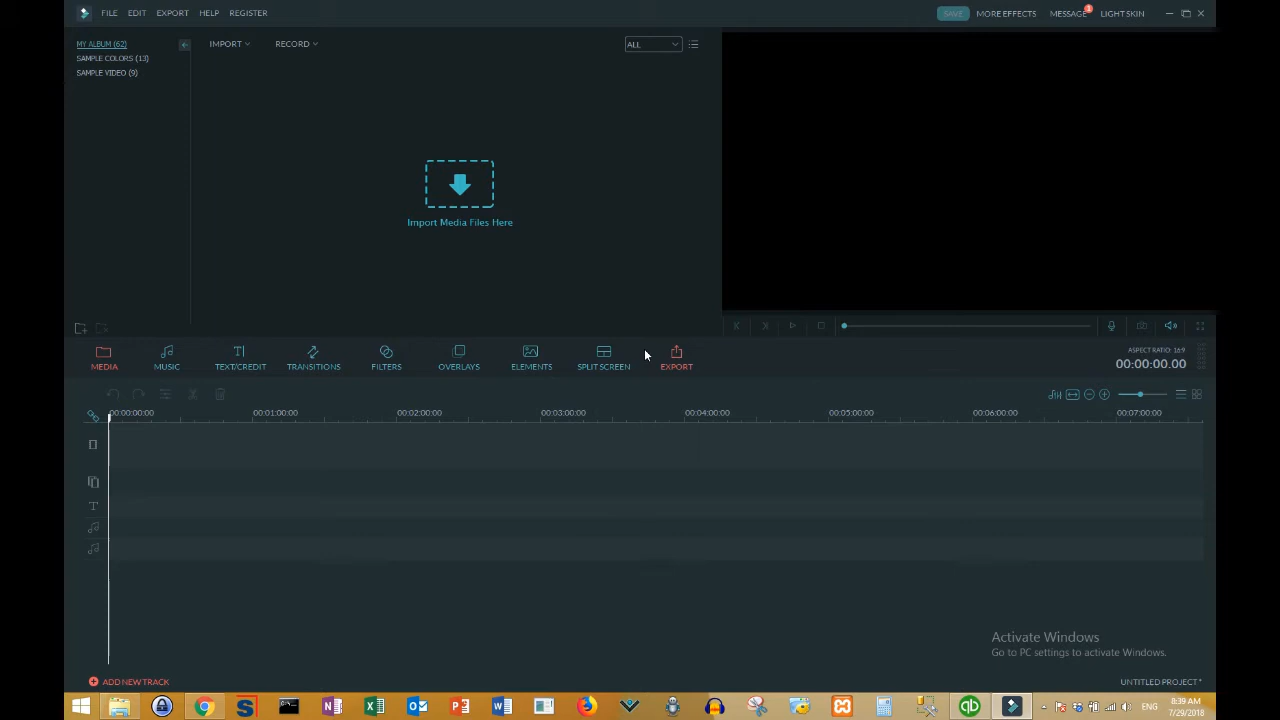 FILE EDIT EXPORT HELP REGISTER SAVE MORE EFFECTS MESSAGE 1 LIGHT SKIN
MY ALBUM (62)
SAMPLE COLORS (13)
SAMPLE VIDEO (9)
IMPORT RECORD ALL
Import Media Files Here
MEDIA MUSIC TEXT/CREDIT TRANSITIONS FILTERS OVERLAYS ELEMENTS SPLIT SCREEN EXPORT
ASPECT RATIO: 16:9
00:00:00.00
00:00:00:00 00:01:00:00 00:02:00:00 00:03:00:00 00:04:00:00 00:05:00:00 00:06:00:00 00:07:00:00
T
Activate Windows
Go to PC settings to activate Windows.
ADD NEW TRACK
UNTITLED PROJECT *
ENG
8:39 AM
7/29/2018